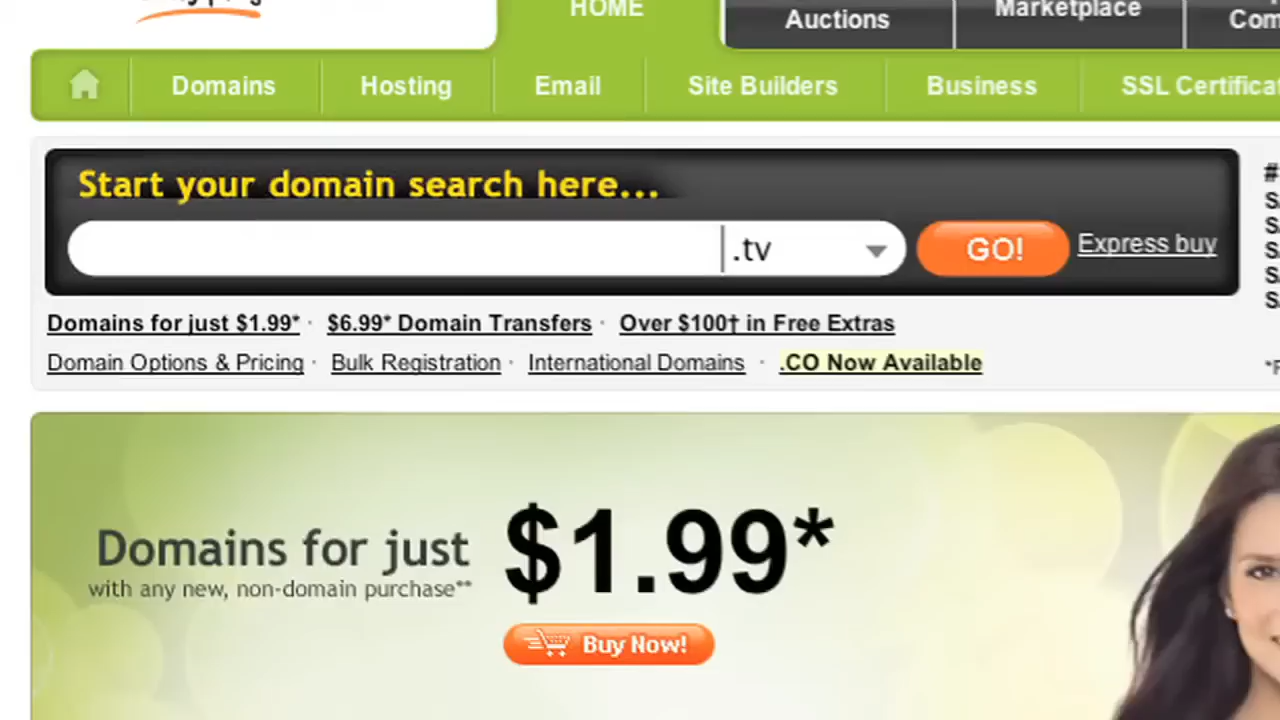 HOME
Auctions
Marketplace
Domains
Hosting
Email
Site Builders
Business
SSL Certifica
Start your domain search here...
.tv
GO!
Express buy
Domains for just $1.99* · $6.99* Domain Transfers · Over $100† in Free Extras
Domain Options & Pricing · Bulk Registration · International Domains · .CO Now Available
Domains for just
$1.99*
with any new, non-domain purchase**
Buy Now!